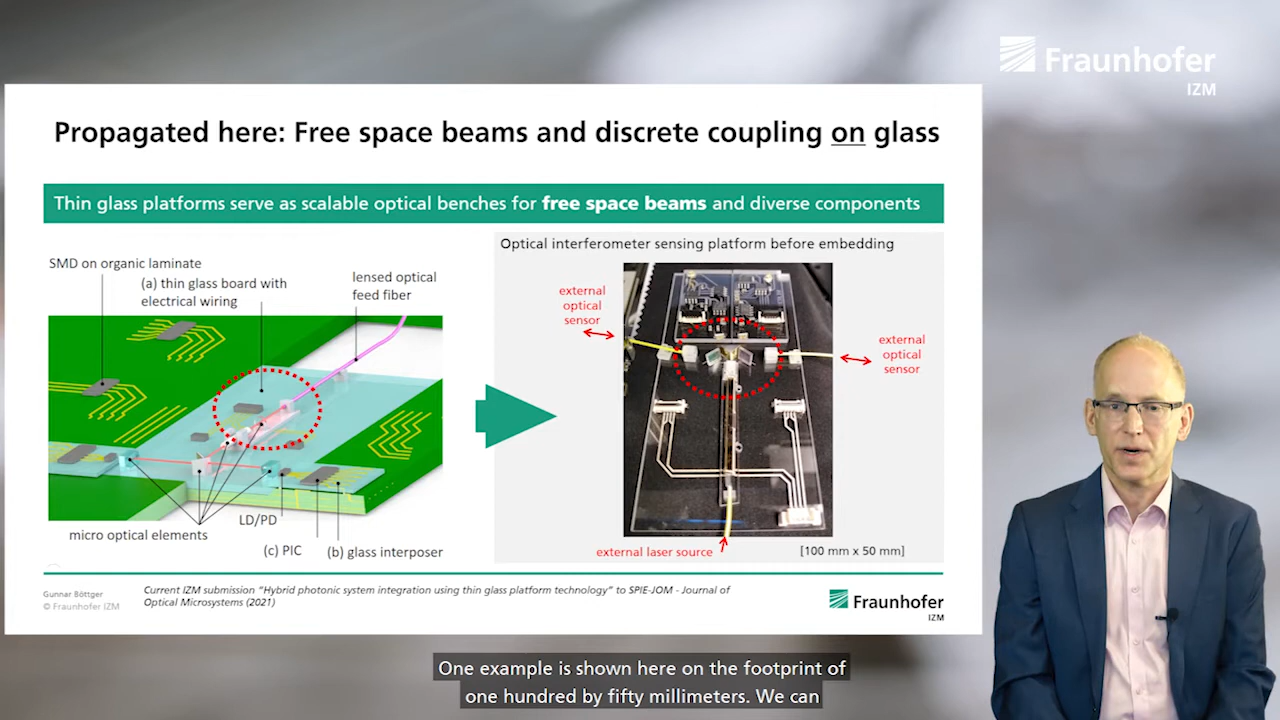 Fraunhofer
IZM
Propagated here: Free space beams and discrete coupling on glass
Thin glass platforms serve as scalable optical benches for free space beams and diverse components
SMD on organic laminate
(a) thin glass board with
electrical wiring
lensed optical
feed fiber
micro optical elements
LD/PD
(c) PIC
(b) glass interposer
Optical interferometer sensing platform before embedding
external
optical
sensor
external
optical
sensor
external laser source
[100 mm x 50 mm]
Gunnar Böttger
© Fraunhofer IZM
Current IZM submission “Hybrid photonic system integration using thin glass platform technology” to SPIE-JOM - Journal of
Optical Microsystems (2021)
Fraunhofer
IZM
One example is shown here on the footprint of
one hundred by fifty millimeters. We can